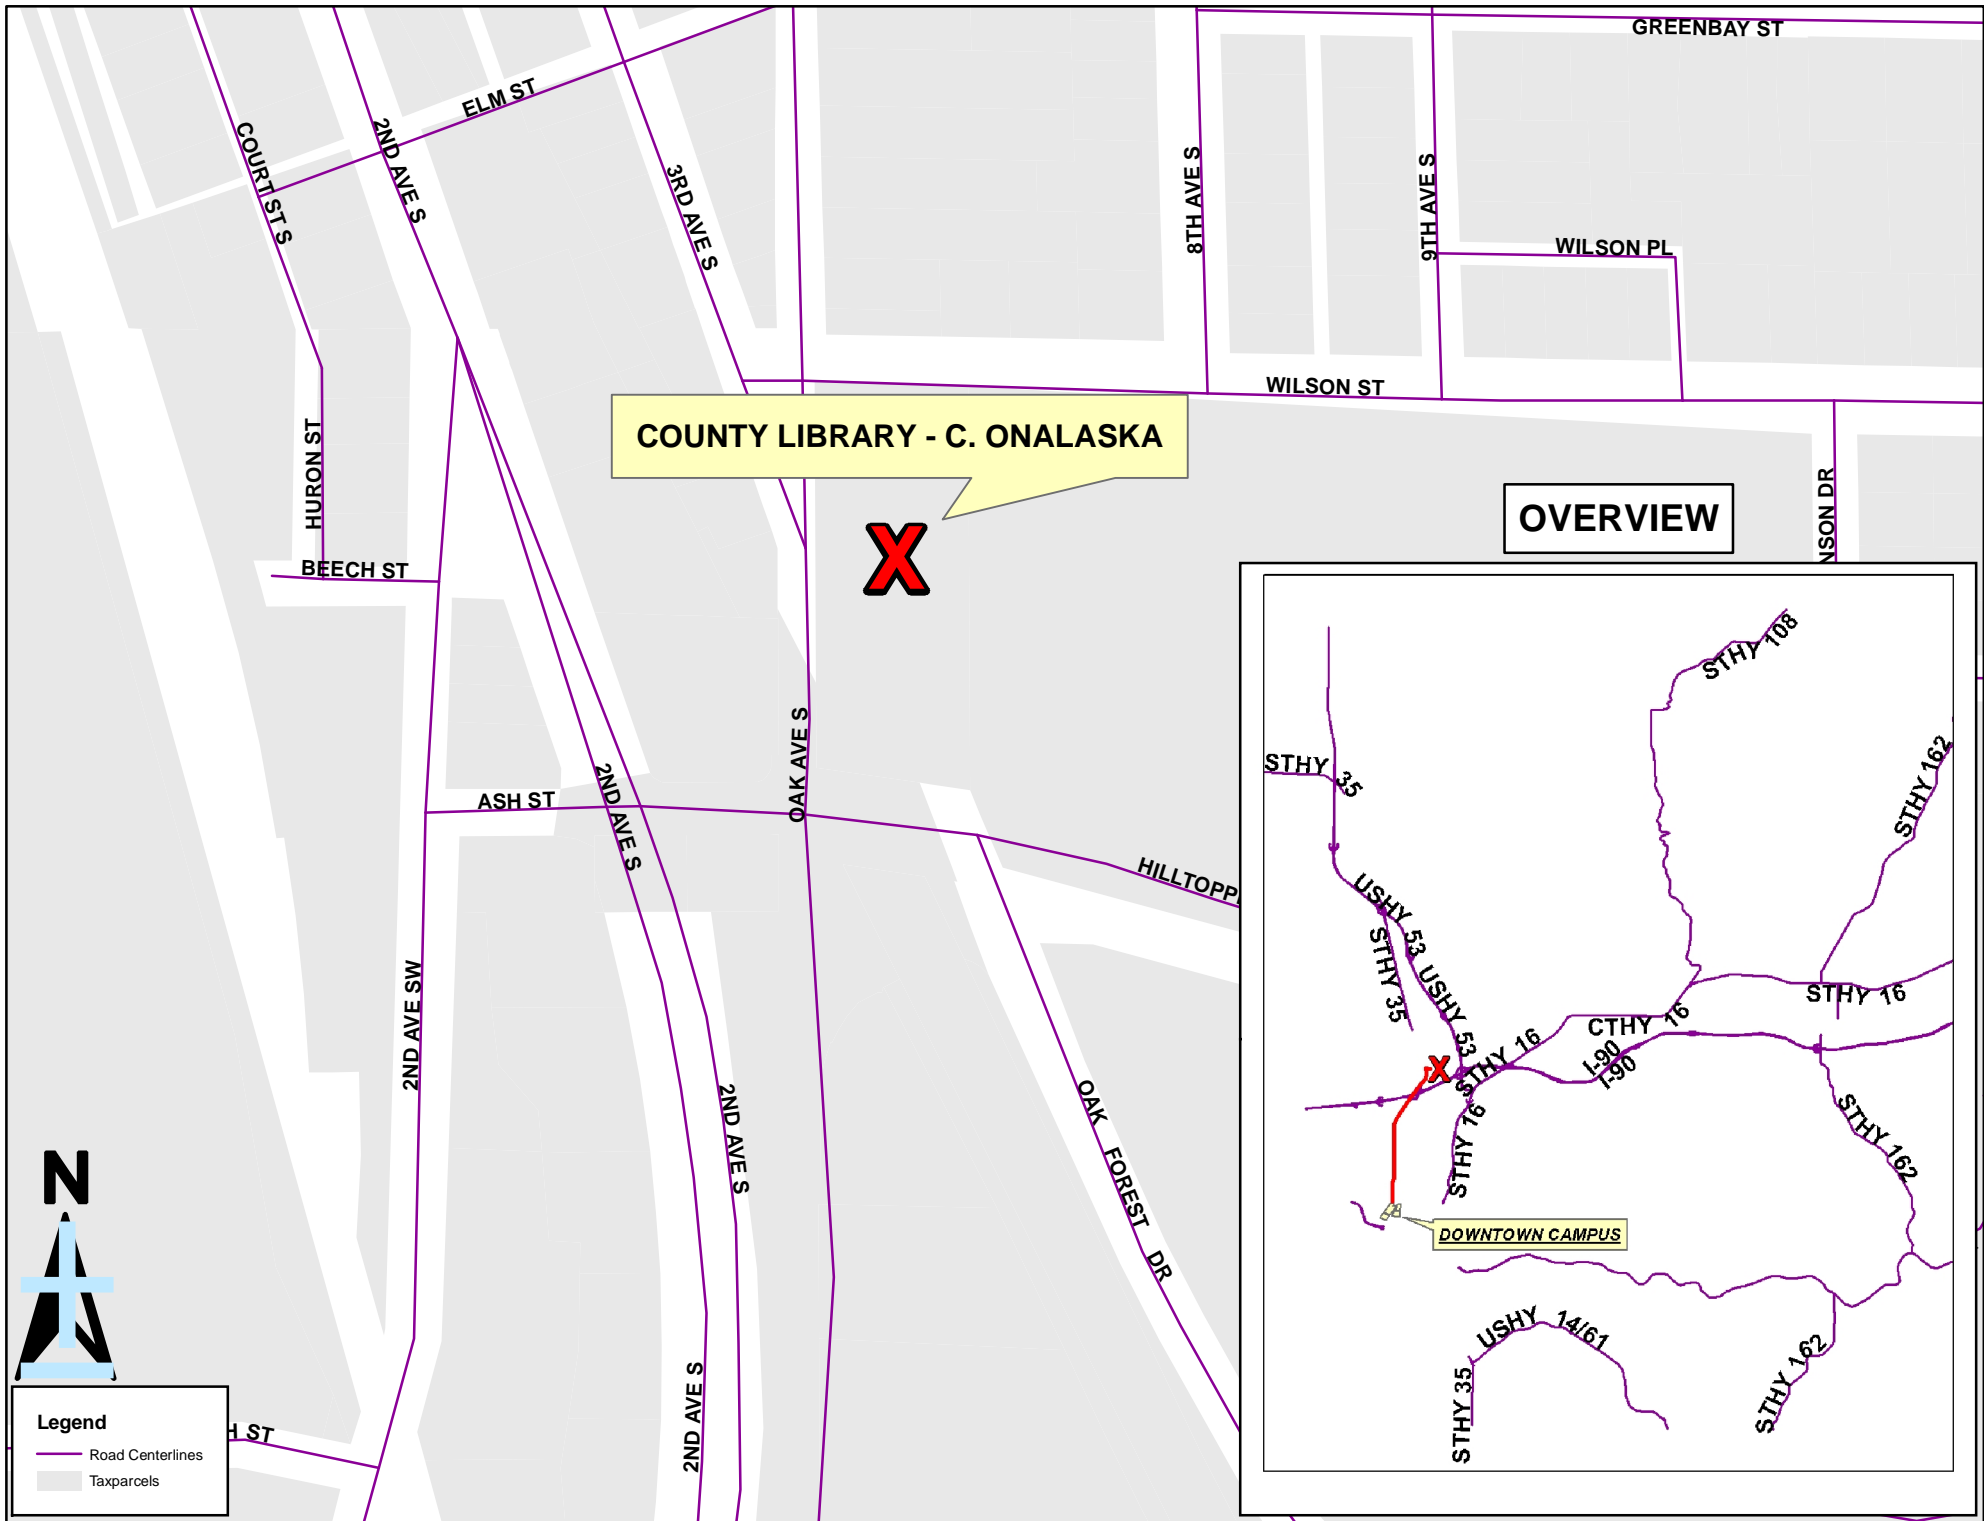 GREENBAY ST
ELM ST
COURT ST S
2ND AVE S
3RD AVE S
8TH AVE S
9TH AVE S
WILSON PL
WILSON ST
COUNTY LIBRARY - C. ONALASKA
HURON ST
BEECH ST
X
OVERVIEW
NSON DR
OAK AVE S
ASH ST
2ND AVE S
HILLTOPP
2ND AVE SW
2ND AVE S
OAK FOREST DR
2ND AVE S
H ST
N
Legend
Road Centerlines
Taxparcels
STHY 108
STHY 35
STHY 162
USHY 53
STHY 35
USHY 53
STHY 16
CTHY 16
STHY 16
I-90
I-90
X
STHY 16
STHY 162
DOWNTOWN CAMPUS
USHY 14/61
STHY 35
STHY 162